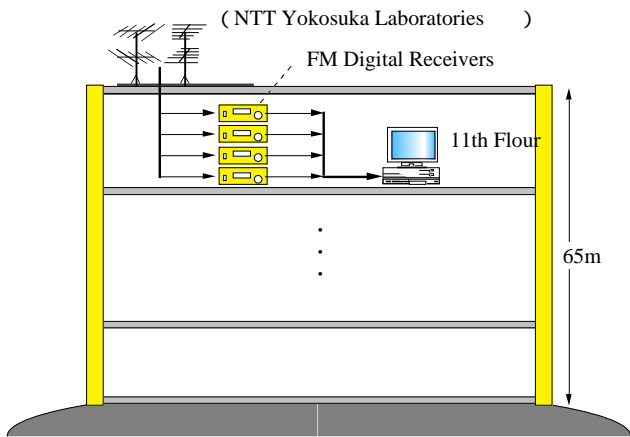 ( NTT Yokosuka Laboratories )
FM Digital Receivers
11th Flour
65m